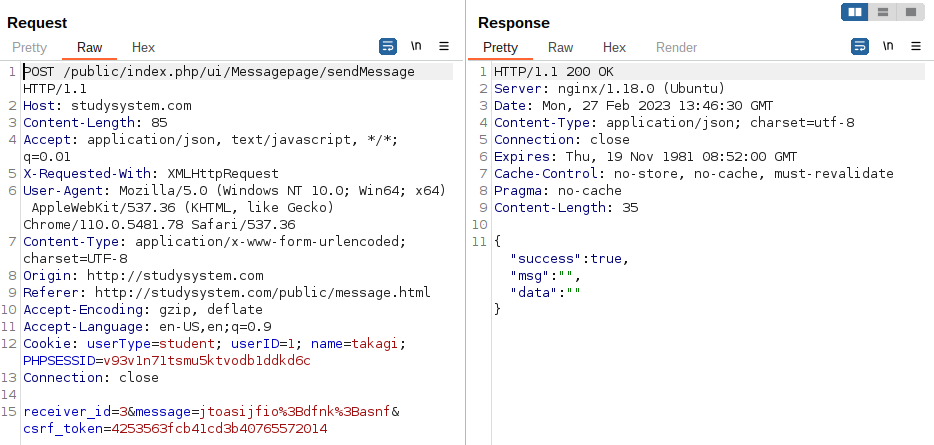 Request
Pretty Raw Hex
\n
1 POST /public/index.php/ui/Messagepage/sendMessage
HTTP/1.1
2 Host: studysystem.com
3 Content-Length: 85
4 Accept: application/json, text/javascript, */*;
q=0.01
5 X-Requested-With: XMLHttpRequest
6 User-Agent: Mozilla/5.0 (Windows NT 10.0; Win64; x64)
AppleWebKit/537.36 (KHTML, like Gecko)
Chrome/110.0.5481.78 Safari/537.36
7 Content-Type: application/x-www-form-urlencoded;
charset=UTF-8
8 Origin: http://studysystem.com
9 Referer: http://studysystem.com/public/message.html
10 Accept-Encoding: gzip, deflate
11 Accept-Language: en-US,en;q=0.9
12 Cookie: userType=student; userID=1; name=takagi;
PHPSESSID=v93v1n71tsmu5ktvodb1ddkd6c
13 Connection: close
14
15 receiver_id=3&message=jtoasijfio%3Bdfnk%3Basnf&
csrf_token=4253563fcb41cd3b40765572014
Response
Pretty Raw Hex Render
\n
1 HTTP/1.1 200 OK
2 Server: nginx/1.18.0 (Ubuntu)
3 Date: Mon, 27 Feb 2023 13:46:30 GMT
4 Content-Type: application/json; charset=utf-8
5 Connection: close
6 Expires: Thu, 19 Nov 1981 08:52:00 GMT
7 Cache-Control: no-store, no-cache, must-revalidate
8 Pragma: no-cache
9 Content-Length: 35
10
11 {
"success":true,
"msg":"",
"data":""
}